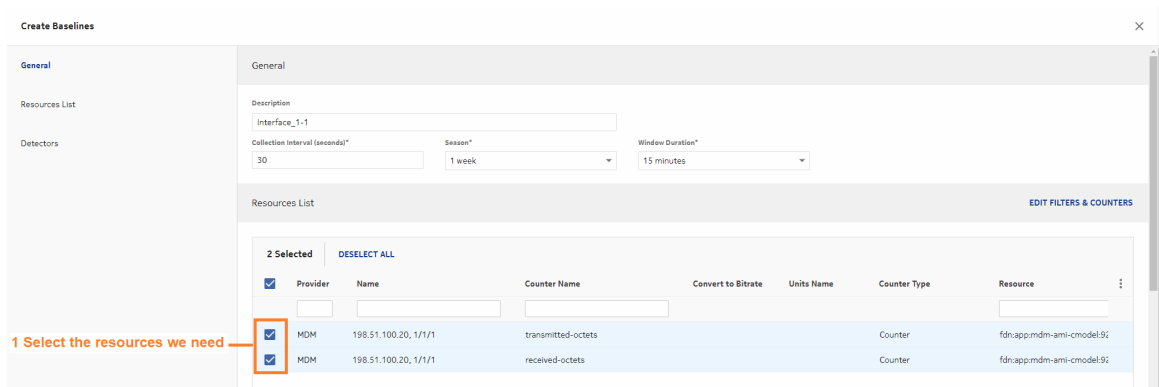 Create Baselines
General
Resources List
Detectors
General
Description
Interface_1-1
Collection Interval (seconds)* Season* Window Duration*
30 1 week 15 minutes
Resources List EDIT FILTERS & COUNTERS
2 Selected DESELECT ALL
Provider Name Counter Name Convert to Bitrate Units Name Counter Type Resource
MDM 198.51.100.20, 1/1/1 transmitted-octets Counter fdn:app:mdm-ami-cmodel:92
1 Select the resources we need
MDM 198.51.100.20, 1/1/1 received-octets Counter fdn:app:mdm-ami-cmodel:92